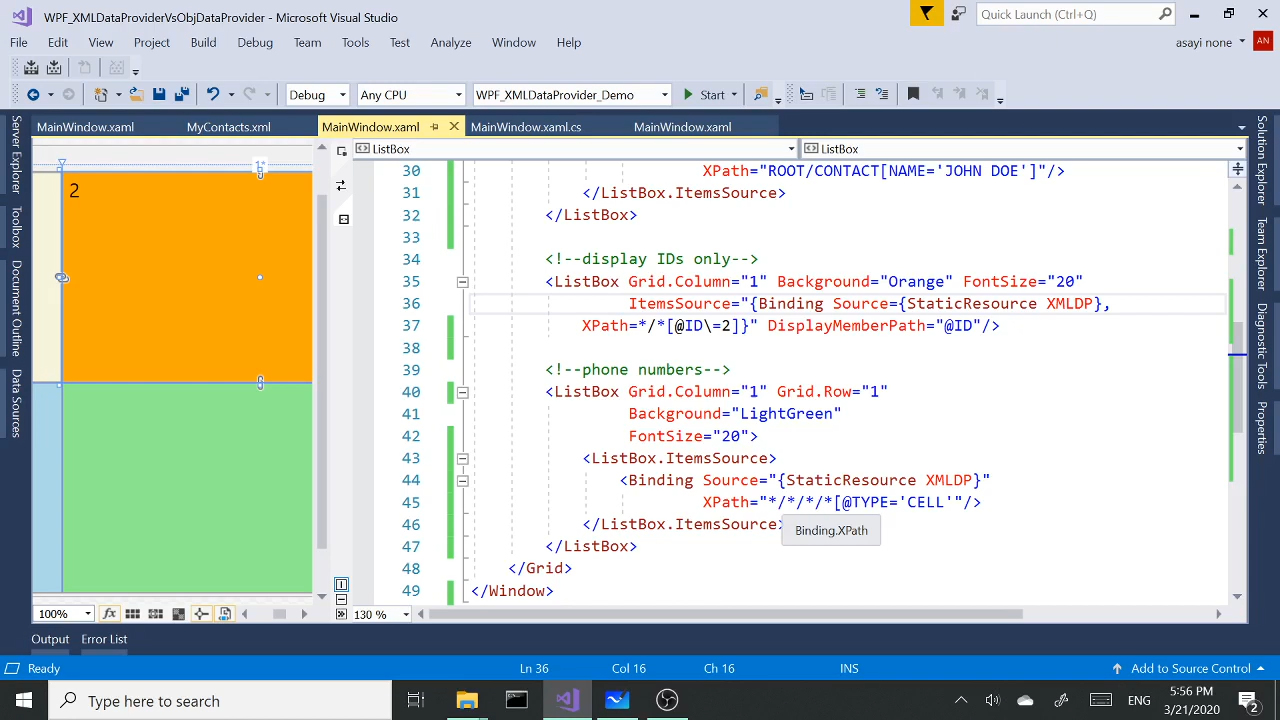 WPF_XMLDataProviderVsObjDataProvider - Microsoft Visual Studio
Quick Launch (Ctrl+Q)
File Edit View Project Build Debug Team Tools Test Analyze Window Help
asayi none AN
Debug Any CPU WPF_XMLDataProvider_Demo Start
MainWindow.xaml MyContacts.xml MainWindow.xaml MainWindow.xaml.cs MainWindow.xaml
ListBox ListBox
Server Explorer
Toolbox
Document Outline
Data Sources
1*
2
30 XPath="ROOT/CONTACT[NAME='JOHN DOE']"/>
31 </ListBox.ItemsSource>
32 </ListBox>
33
34 <!--display IDs only-->
35 <ListBox Grid.Column="1" Background="Orange" FontSize="20"
36 ItemsSource="{Binding Source={StaticResource XMLDP},
37 XPath=*/*[@ID\=2]}" DisplayMemberPath="@ID"/>
38
39 <!--phone numbers-->
40 <ListBox Grid.Column="1" Grid.Row="1"
41 Background="LightGreen"
42 FontSize="20">
43 <ListBox.ItemsSource>
44 <Binding Source="{StaticResource XMLDP}"
45 XPath="*/*/*/*[@TYPE='CELL'"/>
46 </ListBox.ItemsSource>
Binding.XPath
47 </ListBox>
48 </Grid>
49 </Window>
Solution Explorer
Team Explorer
Diagnostic Tools
Properties
100% fx 130 %
Output Error List
Ready Ln 36 Col 16 Ch 16 INS Add to Source Control
Type here to search
ENG
5:56 PM
3/21/2020
2